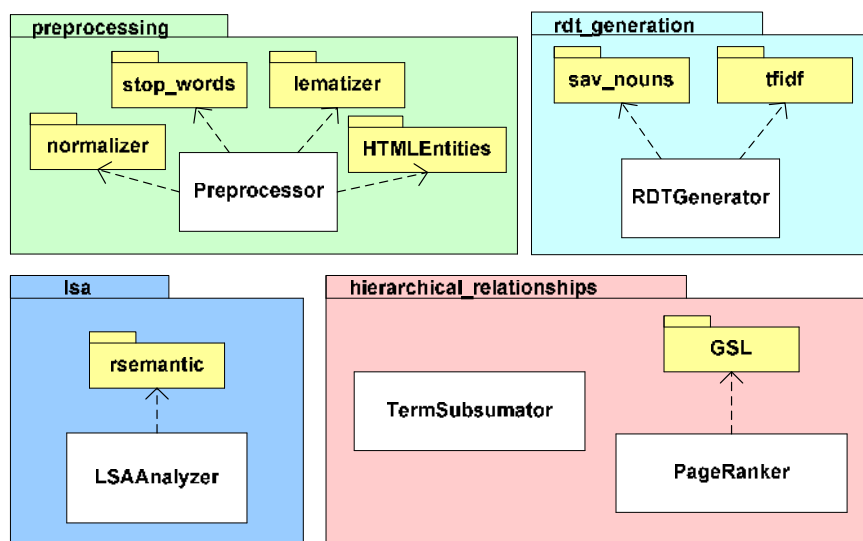 preprocessing
stop_words
lematizer
normalizer
HTMLEntities
Preprocessor
rdt_generation
sav_nouns
tfidf
RDTGenerator
lsa
rsemantic
LSAAnalyzer
hierarchical_relationships
GSL
TermSubsumator
PageRanker